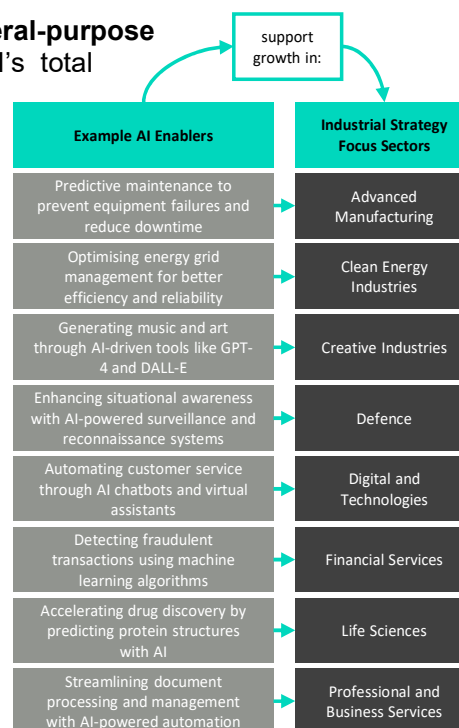 eral-purpose
l's total
support
growth in:
Example AI Enablers
Industrial Strategy
Focus Sectors
Predictive maintenance to
prevent equipment failures and
reduce downtime
Advanced
Manufacturing
Optimising energy grid
management for better
efficiency and reliability
Clean Energy
Industries
Generating music and art
through AI-driven tools like GPT-
4 and DALL-E
Creative Industries
Enhancing situational awareness
with AI-powered surveillance and
reconnaissance systems
Defence
Automating customer service
through AI chatbots and virtual
assistants
Digital and
Technologies
Detecting fraudulent
transactions using machine
learning algorithms
Financial Services
Accelerating drug discovery by
predicting protein structures
with AI
Life Sciences
Streamlining document
processing and management
with AI-powered automation
Professional and
Business Services